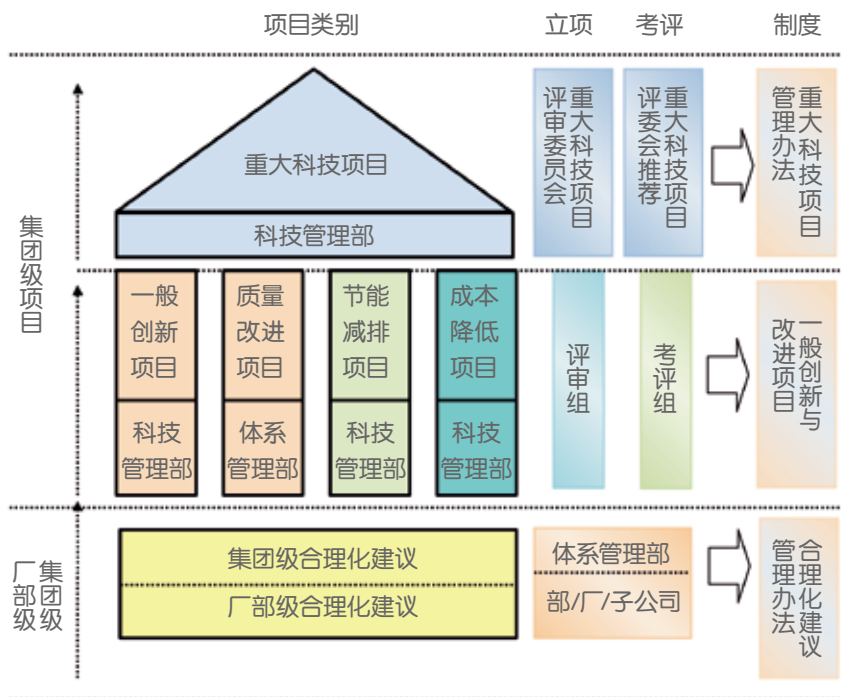 项目类别
立项
考评
制度
集团级项目
重大科技项目
科技管理部
重大科技项目
评审委员会
重大科技项目
评委会推荐
重大科技项目
管理办法
一般
创新
项目
科技
管理部
质量
改进
项目
体系
管理部
节能
减排
项目
科技
管理部
成本
降低
项目
科技
管理部
评审组
考评组
一般创新与
改进项目
集团级
厂部级
集团级合理化建议
厂部级合理化建议
体系管理部
部/厂/子公司
合理化建议
管理办法